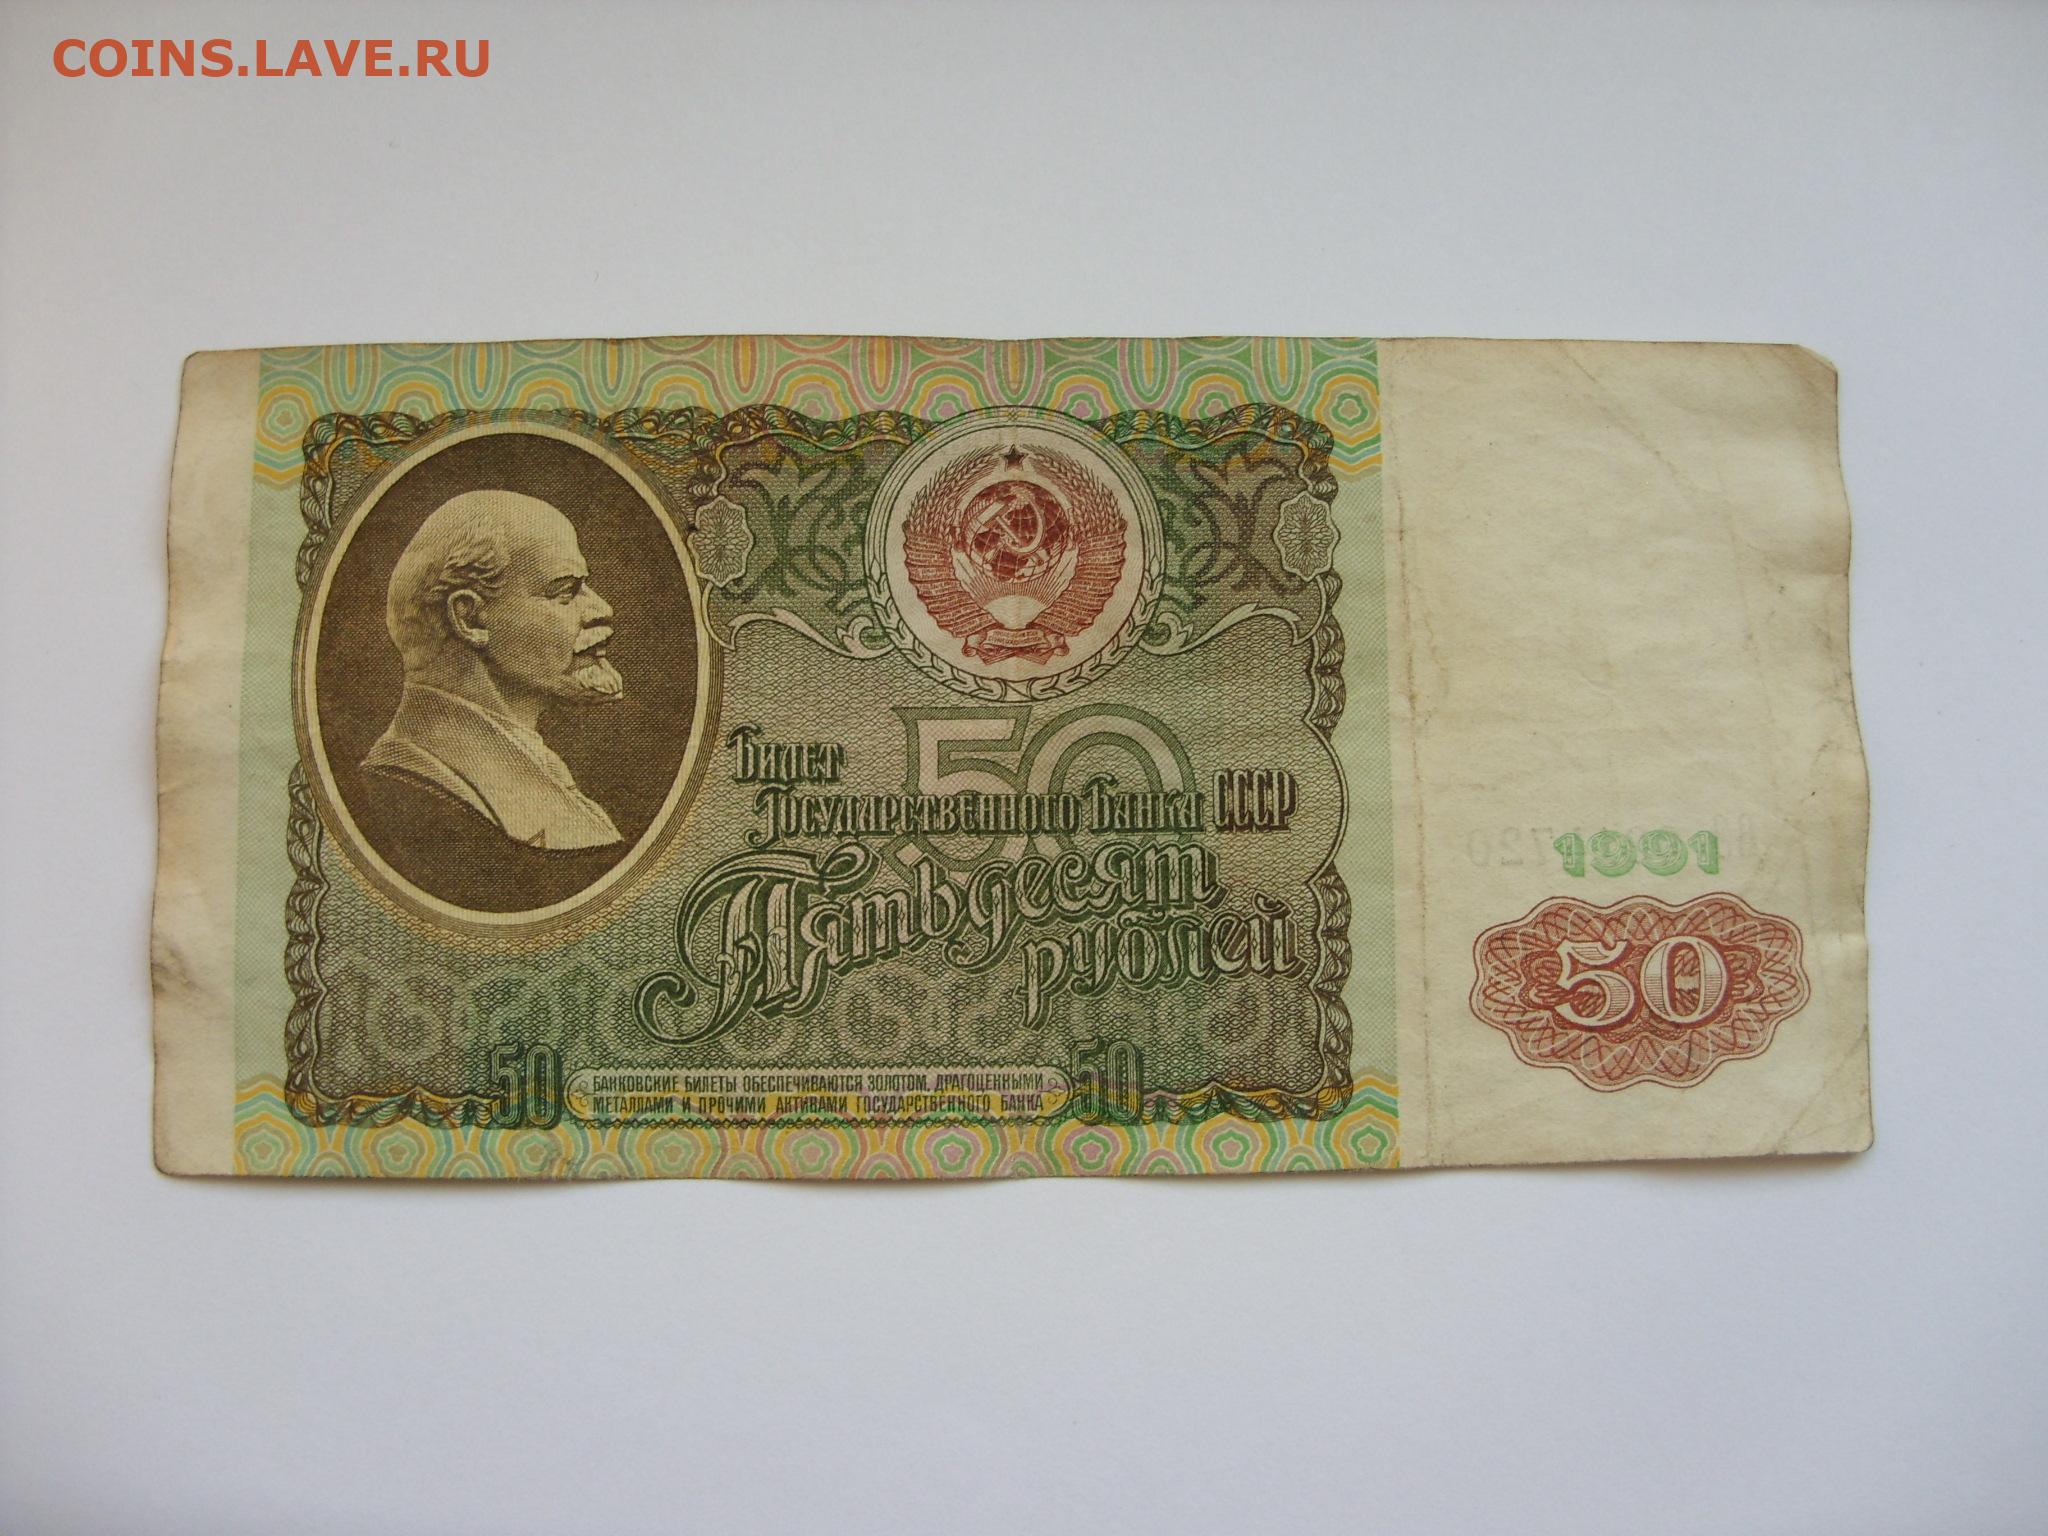 COINS.LAVE.RU
Билет
Государственного Банка СССР
50
Пятьдесят
рублей
1991
50
50
БАНКОВСКИЕ БИЛЕТЫ ОБЕСПЕЧИВАЮТСЯ ЗОЛОТОМ, ДРАГОЦЕННЫМИ
МЕТАЛЛАМИ И ПРОЧИМИ АКТИВАМИ ГОСУДАРСТВЕННОГО БАНКА
50